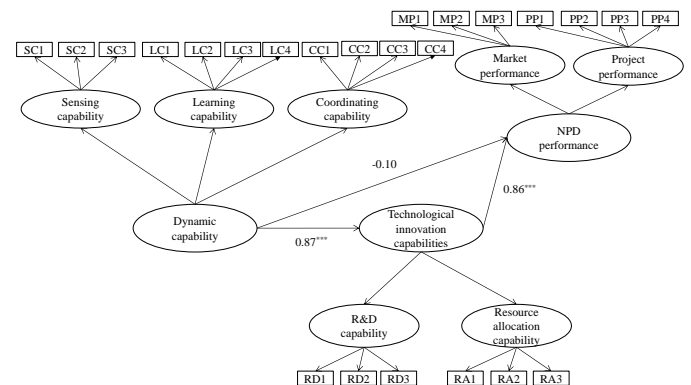 MP1 MP2 MP3 PP1 PP2 PP3 PP4
SC1 SC2 SC3 LC1 LC2 LC3 LC4 CC1 CC2 CC3 CC4
Market
performance
Project
performance
Sensing
capability
Learning
capability
Coordinating
capability
NPD
performance
-0.10
0.86***
Dynamic
capability
0.87***
Technological
innovation
capabilities
R&D
capability
Resource
allocation
capability
RD1 RD2 RD3 RA1 RA2 RA3